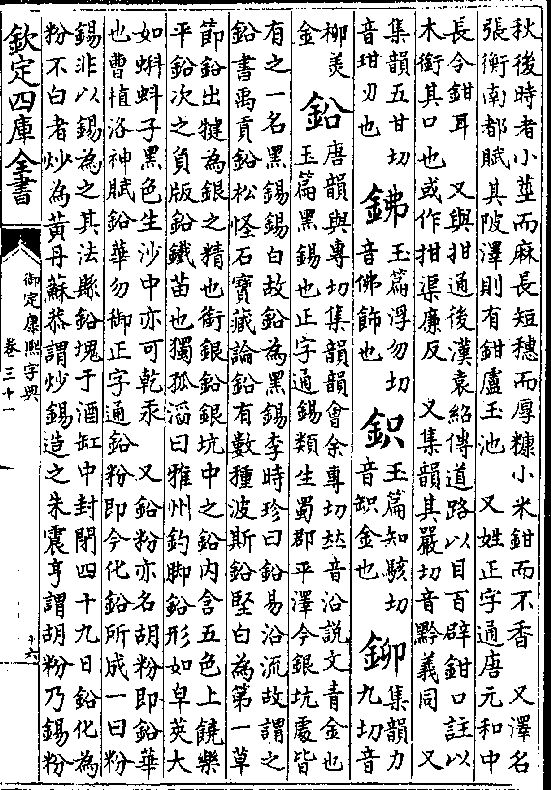 秋後時者小莖而麻長短穗而厚糠小米鉗而不香　又澤名
張衡南都賦其陂澤則有鉗盧玉池　又姓正字通唐元和中
長令鉗耳　又與拑通後漢袁紹傳道路以目百辟鉗口註以
木銜其口也或作拑渠廉反　又集韻其嚴切音黔義同　又
集韻五甘切
音玵刃也
鉘
玉篇浮勿切
音佛飾也
鉙
玉篇知駭切
音 金也
鉚
集韻力
九切音
柳美
金
鉛
唐韻與專切集韻韻會余專切𠀤音沿說文青金也
玉篇黑錫也正字通錫類生蜀郡平澤今銀坑處皆
有之一名黑錫錫白故鉛為黑錫李時珍曰鉛易沿流故謂之
鉛書禹貢鉛松怪石寶藏論鉛有數種波斯鉛堅白為第一草
節鉛出犍為銀之精也銜銀鉛銀坑中之鉛內含五色上饒樂
平鉛次之負版鉛鐵苗也獨孤滔曰雅州釣脚鉛形如皁莢大
如蝌蚪子黑色生沙中亦可乾汞　又鉛粉亦名胡粉即鉛華
也曹植洛神賦鉛華勿御正字通鉛粉即今化鉛所成一曰粉
錫非以錫為之其法縣鉛塊于酒缸中封閉四十九日鉛化為
粉不白者炒為黃丹蘇恭謂炒錫造之朱震亨謂胡粉乃錫粉
欽定四庫全書
御定康熙字典
卷三十一
十六